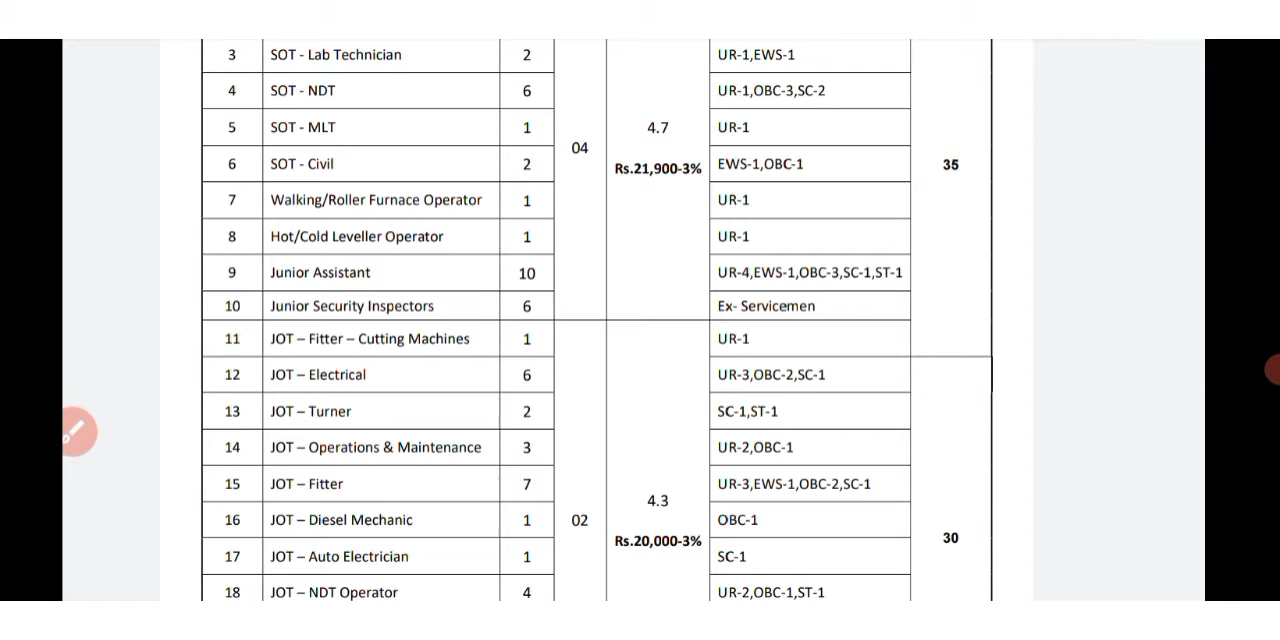 3 SOT - Lab Technician 2 UR-1,EWS-1
4 SOT - NDT 6 UR-1,OBC-3,SC-2
5 SOT - MLT 1 UR-1
04 4.7 Rs.21,900-3%
6 SOT - Civil 2 EWS-1,OBC-1 35
7 Walking/Roller Furnace Operator 1 UR-1
8 Hot/Cold Leveller Operator 1 UR-1
9 Junior Assistant 10 UR-4,EWS-1,OBC-3,SC-1,ST-1
10 Junior Security Inspectors 6 Ex- Servicemen
11 JOT – Fitter – Cutting Machines 1 UR-1
12 JOT – Electrical 6 UR-3,OBC-2,SC-1
13 JOT – Turner 2 SC-1,ST-1
14 JOT – Operations & Maintenance 3 UR-2,OBC-1
15 JOT – Fitter 7 UR-3,EWS-1,OBC-2,SC-1
16 JOT – Diesel Mechanic 1 OBC-1
02 4.3 Rs.20,000-3% 30
17 JOT – Auto Electrician 1 SC-1
18 JOT – NDT Operator 4 UR-2,OBC-1,ST-1